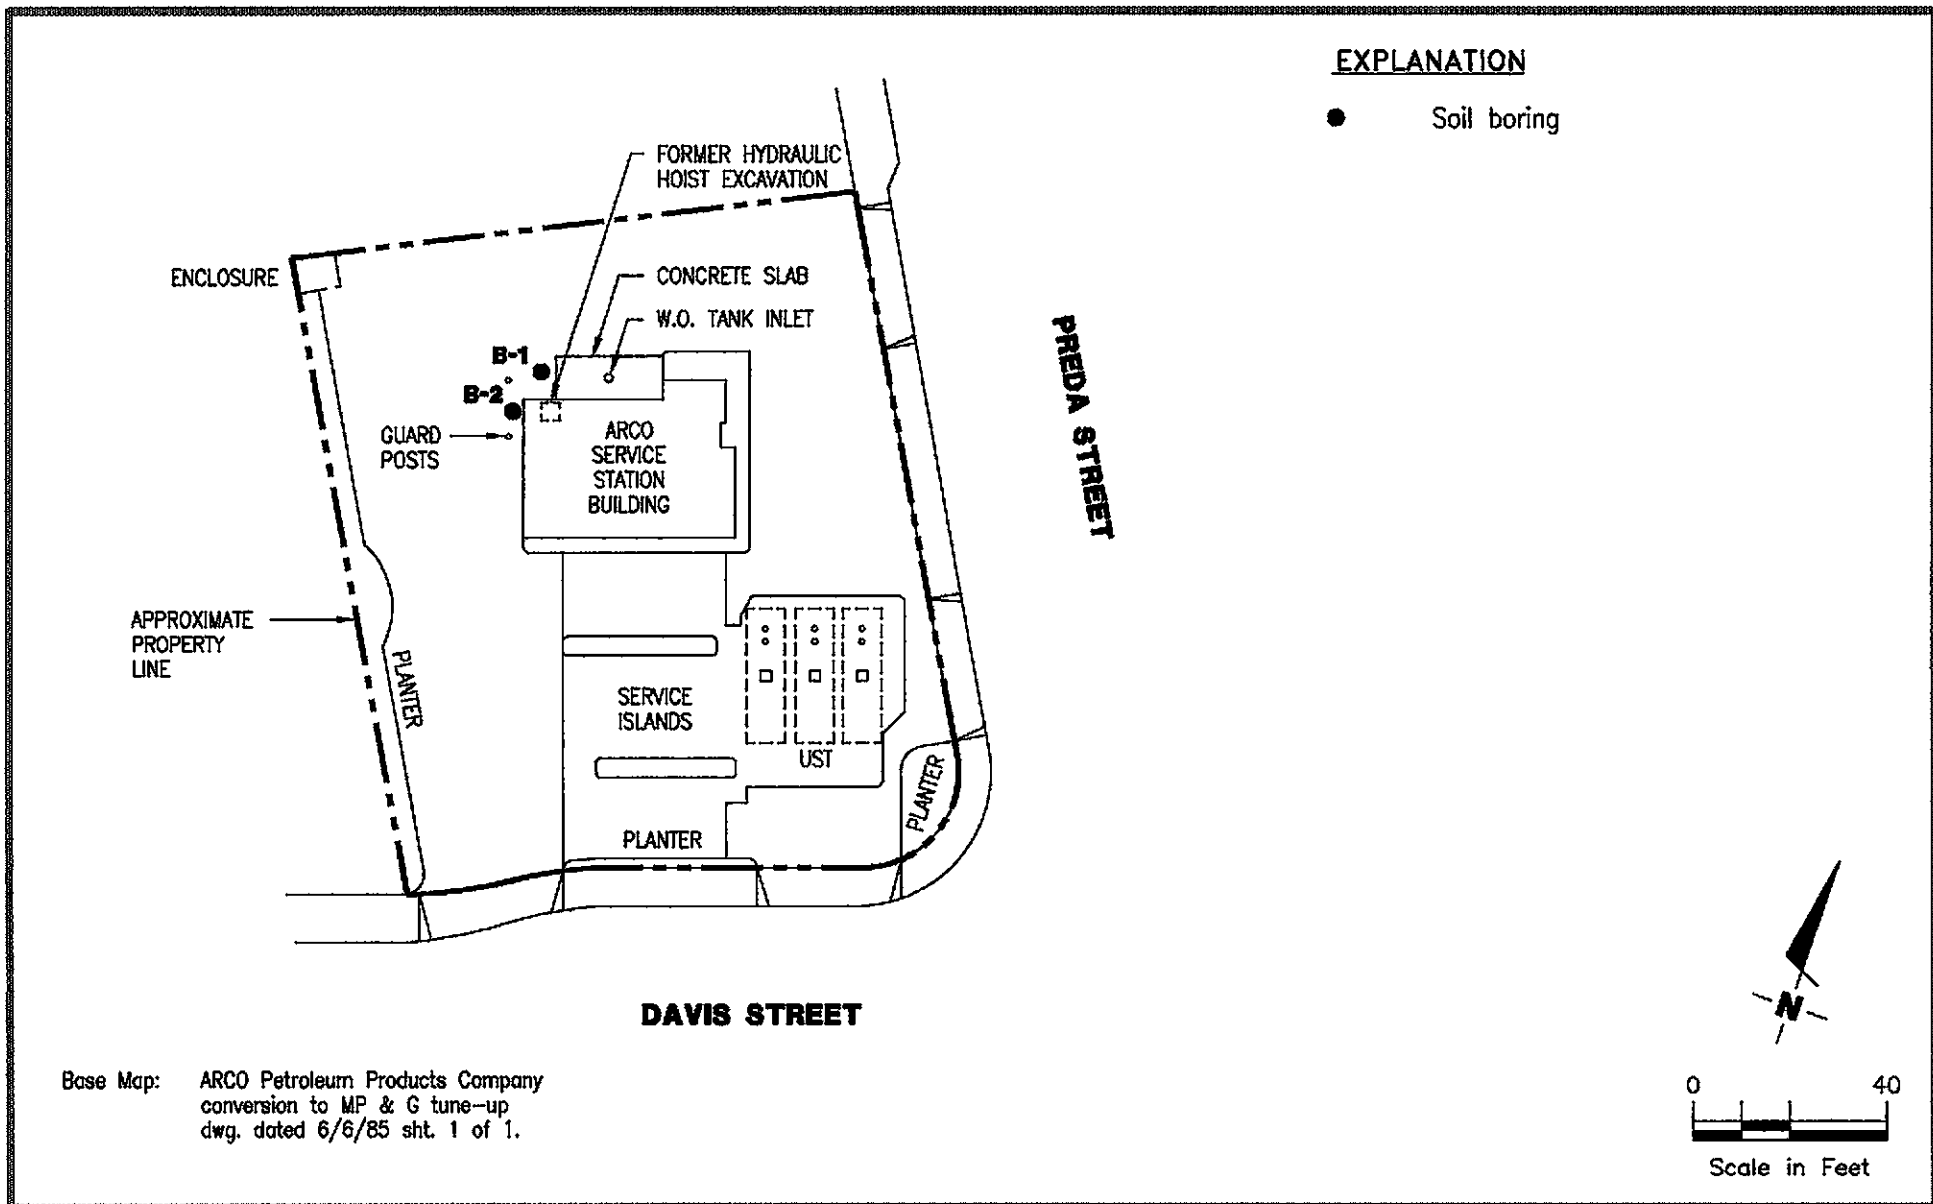 EXPLANATION
Soil boring
FORMER HYDRAULIC
HOIST EXCAVATION
ENCLOSURE
CONCRETE SLAB
W.O. TANK INLET
B-1
B-2
GUARD
POSTS
ARCO
SERVICE
STATION
BUILDING
PREDA STREET
APPROXIMATE
PROPERTY
LINE
PLANTER
SERVICE
ISLANDS
UST
PLANTER
PLANTER
DAVIS STREET
N
Base Map: ARCO Petroleum Products Company
conversion to MP & G tune-up
dwg. dated 6/6/85 sht. 1 of 1.
0 40
Scale in Feet